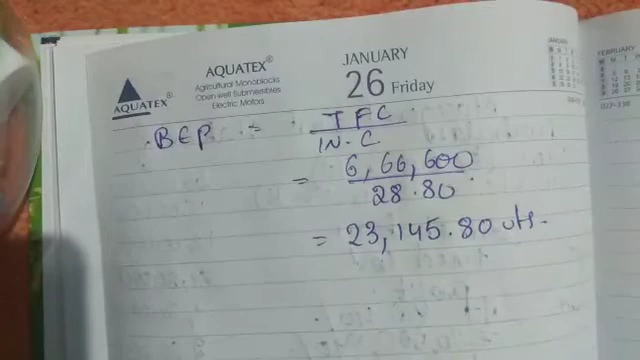 AQUATEX®
AQUATEX®
Agricultural Monoblocks
Open-well Submersibles
Electric Motors
JANUARY
26 Friday
JANUARY
FEBRUARY
BEP = TFC
IN.C
= 6,66,600
28.80
= 23,145.80 uts.